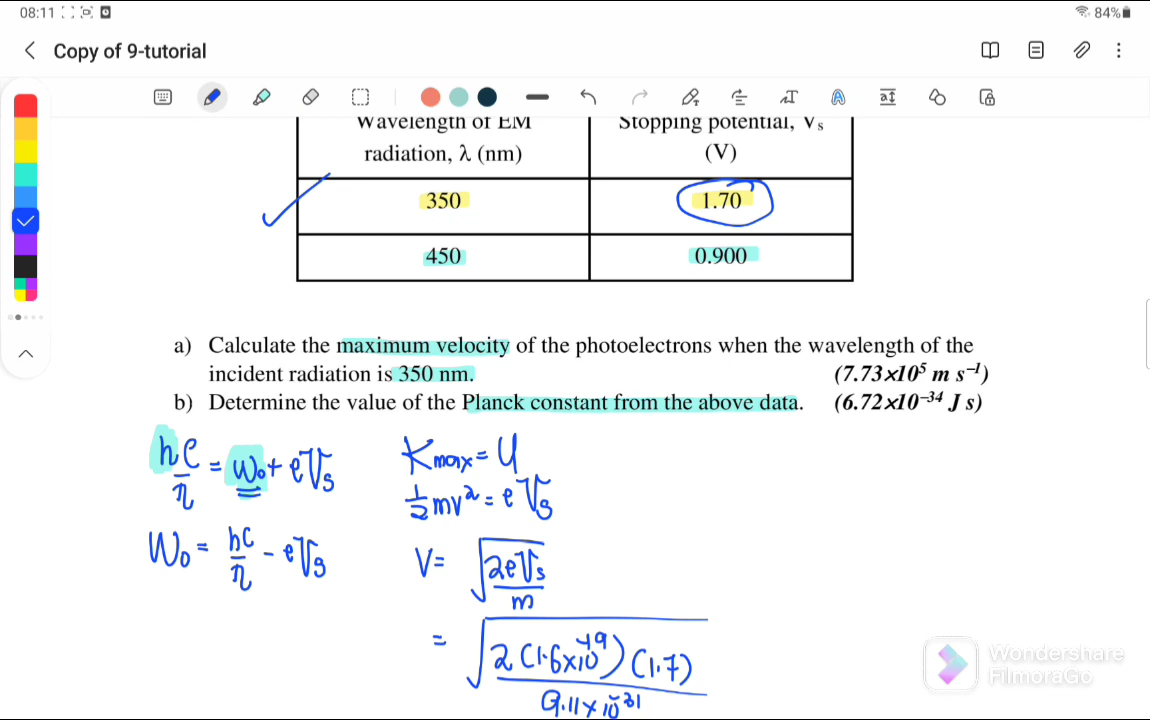 08:11 84%
Copy of 9-tutorial
Wavelength of EM radiation, λ (nm) Stopping potential, Vs (V)
350 1.70
450 0.900
a) Calculate the maximum velocity of the photoelectrons when the wavelength of the
incident radiation is 350 nm. (7.73×10⁵ m s⁻¹)
b) Determine the value of the Planck constant from the above data. (6.72×10⁻³⁴ J s)
hc/λ = W₀ + eVs
W₀ = hc/λ - eVs
Kmax = U
½mv² = eVs
V = √(2eVs/m)
= √(2(1.6×10⁻¹⁹)(1.7)/9.11×10⁻³¹)
Wondershare
FilmoraGo